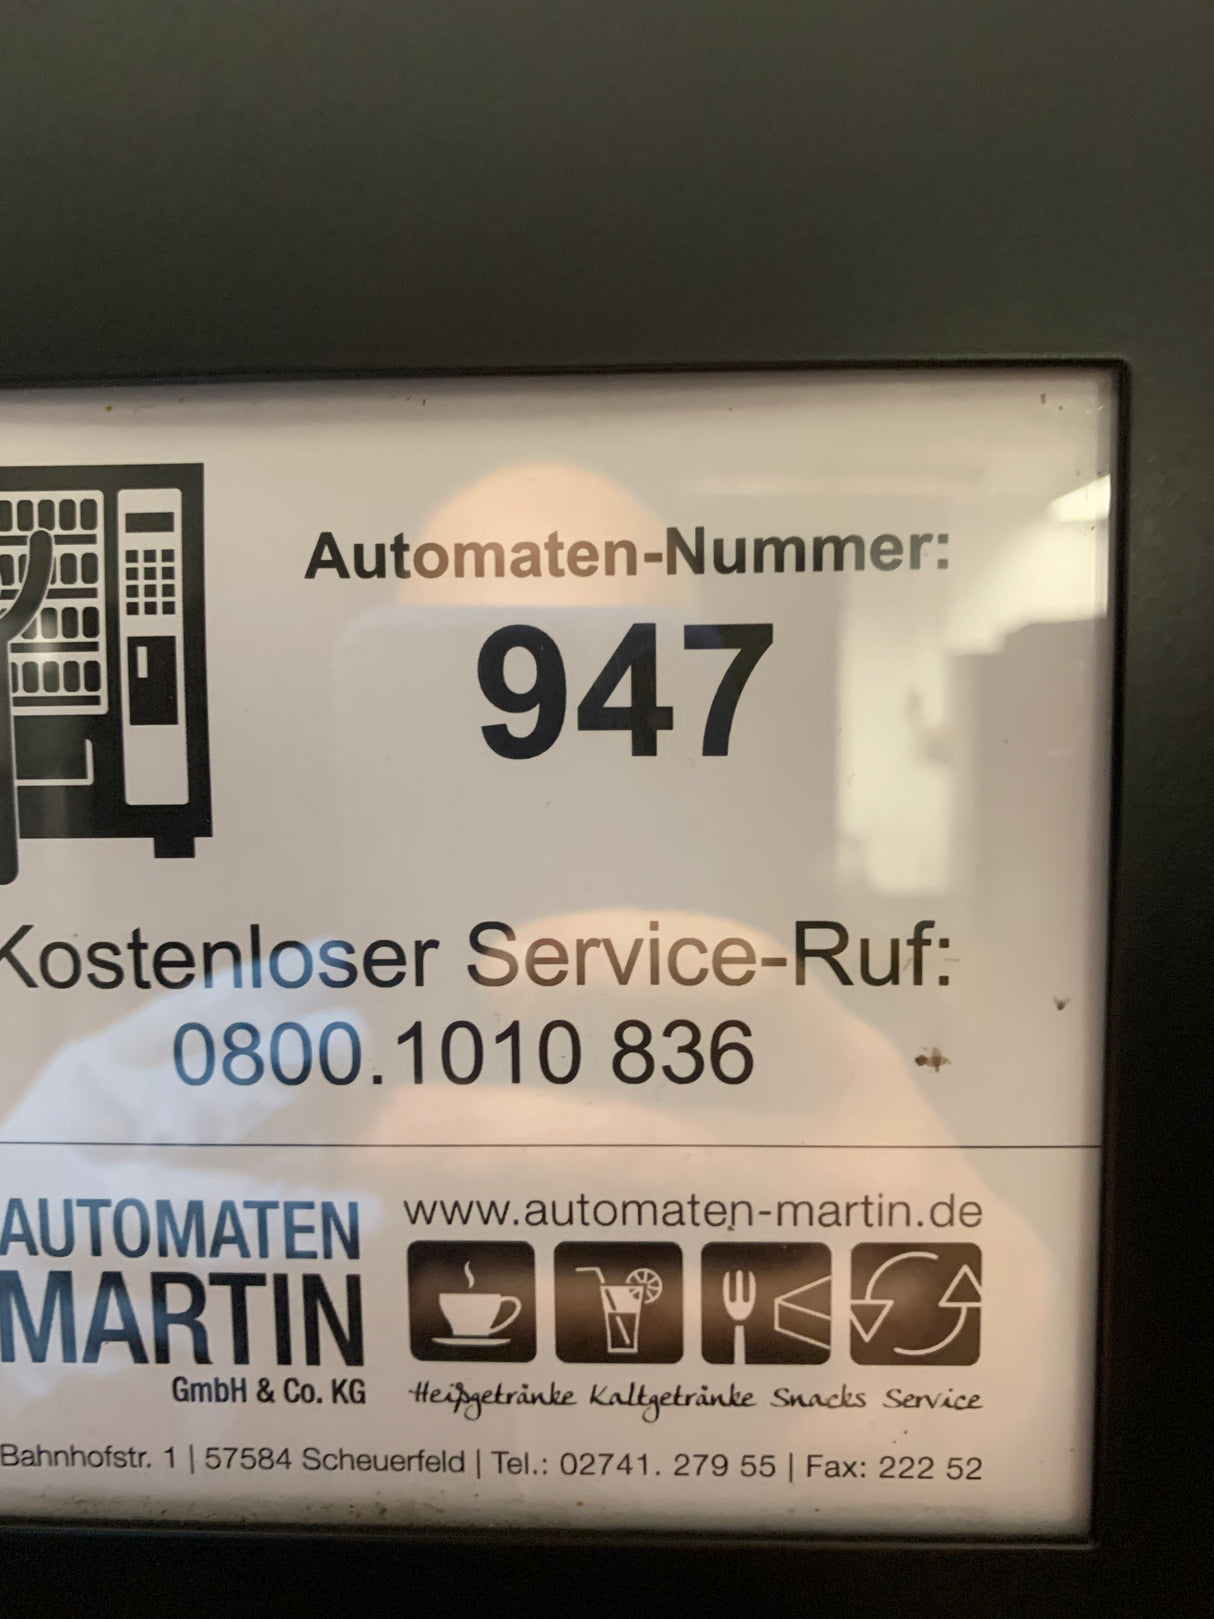 Automaten-Nummer:
947
Kostenloser Service-Ruf:
0800.1010 836
AUTOMATEN
MARTIN
GmbH & Co. KG
www.automaten-martin.de
Heißgetränke Kaltgetränke Snacks Service
Bahnhofstr. 1 | 57584 Scheuerfeld | Tel.: 02741. 279 55 | Fax: 222 52